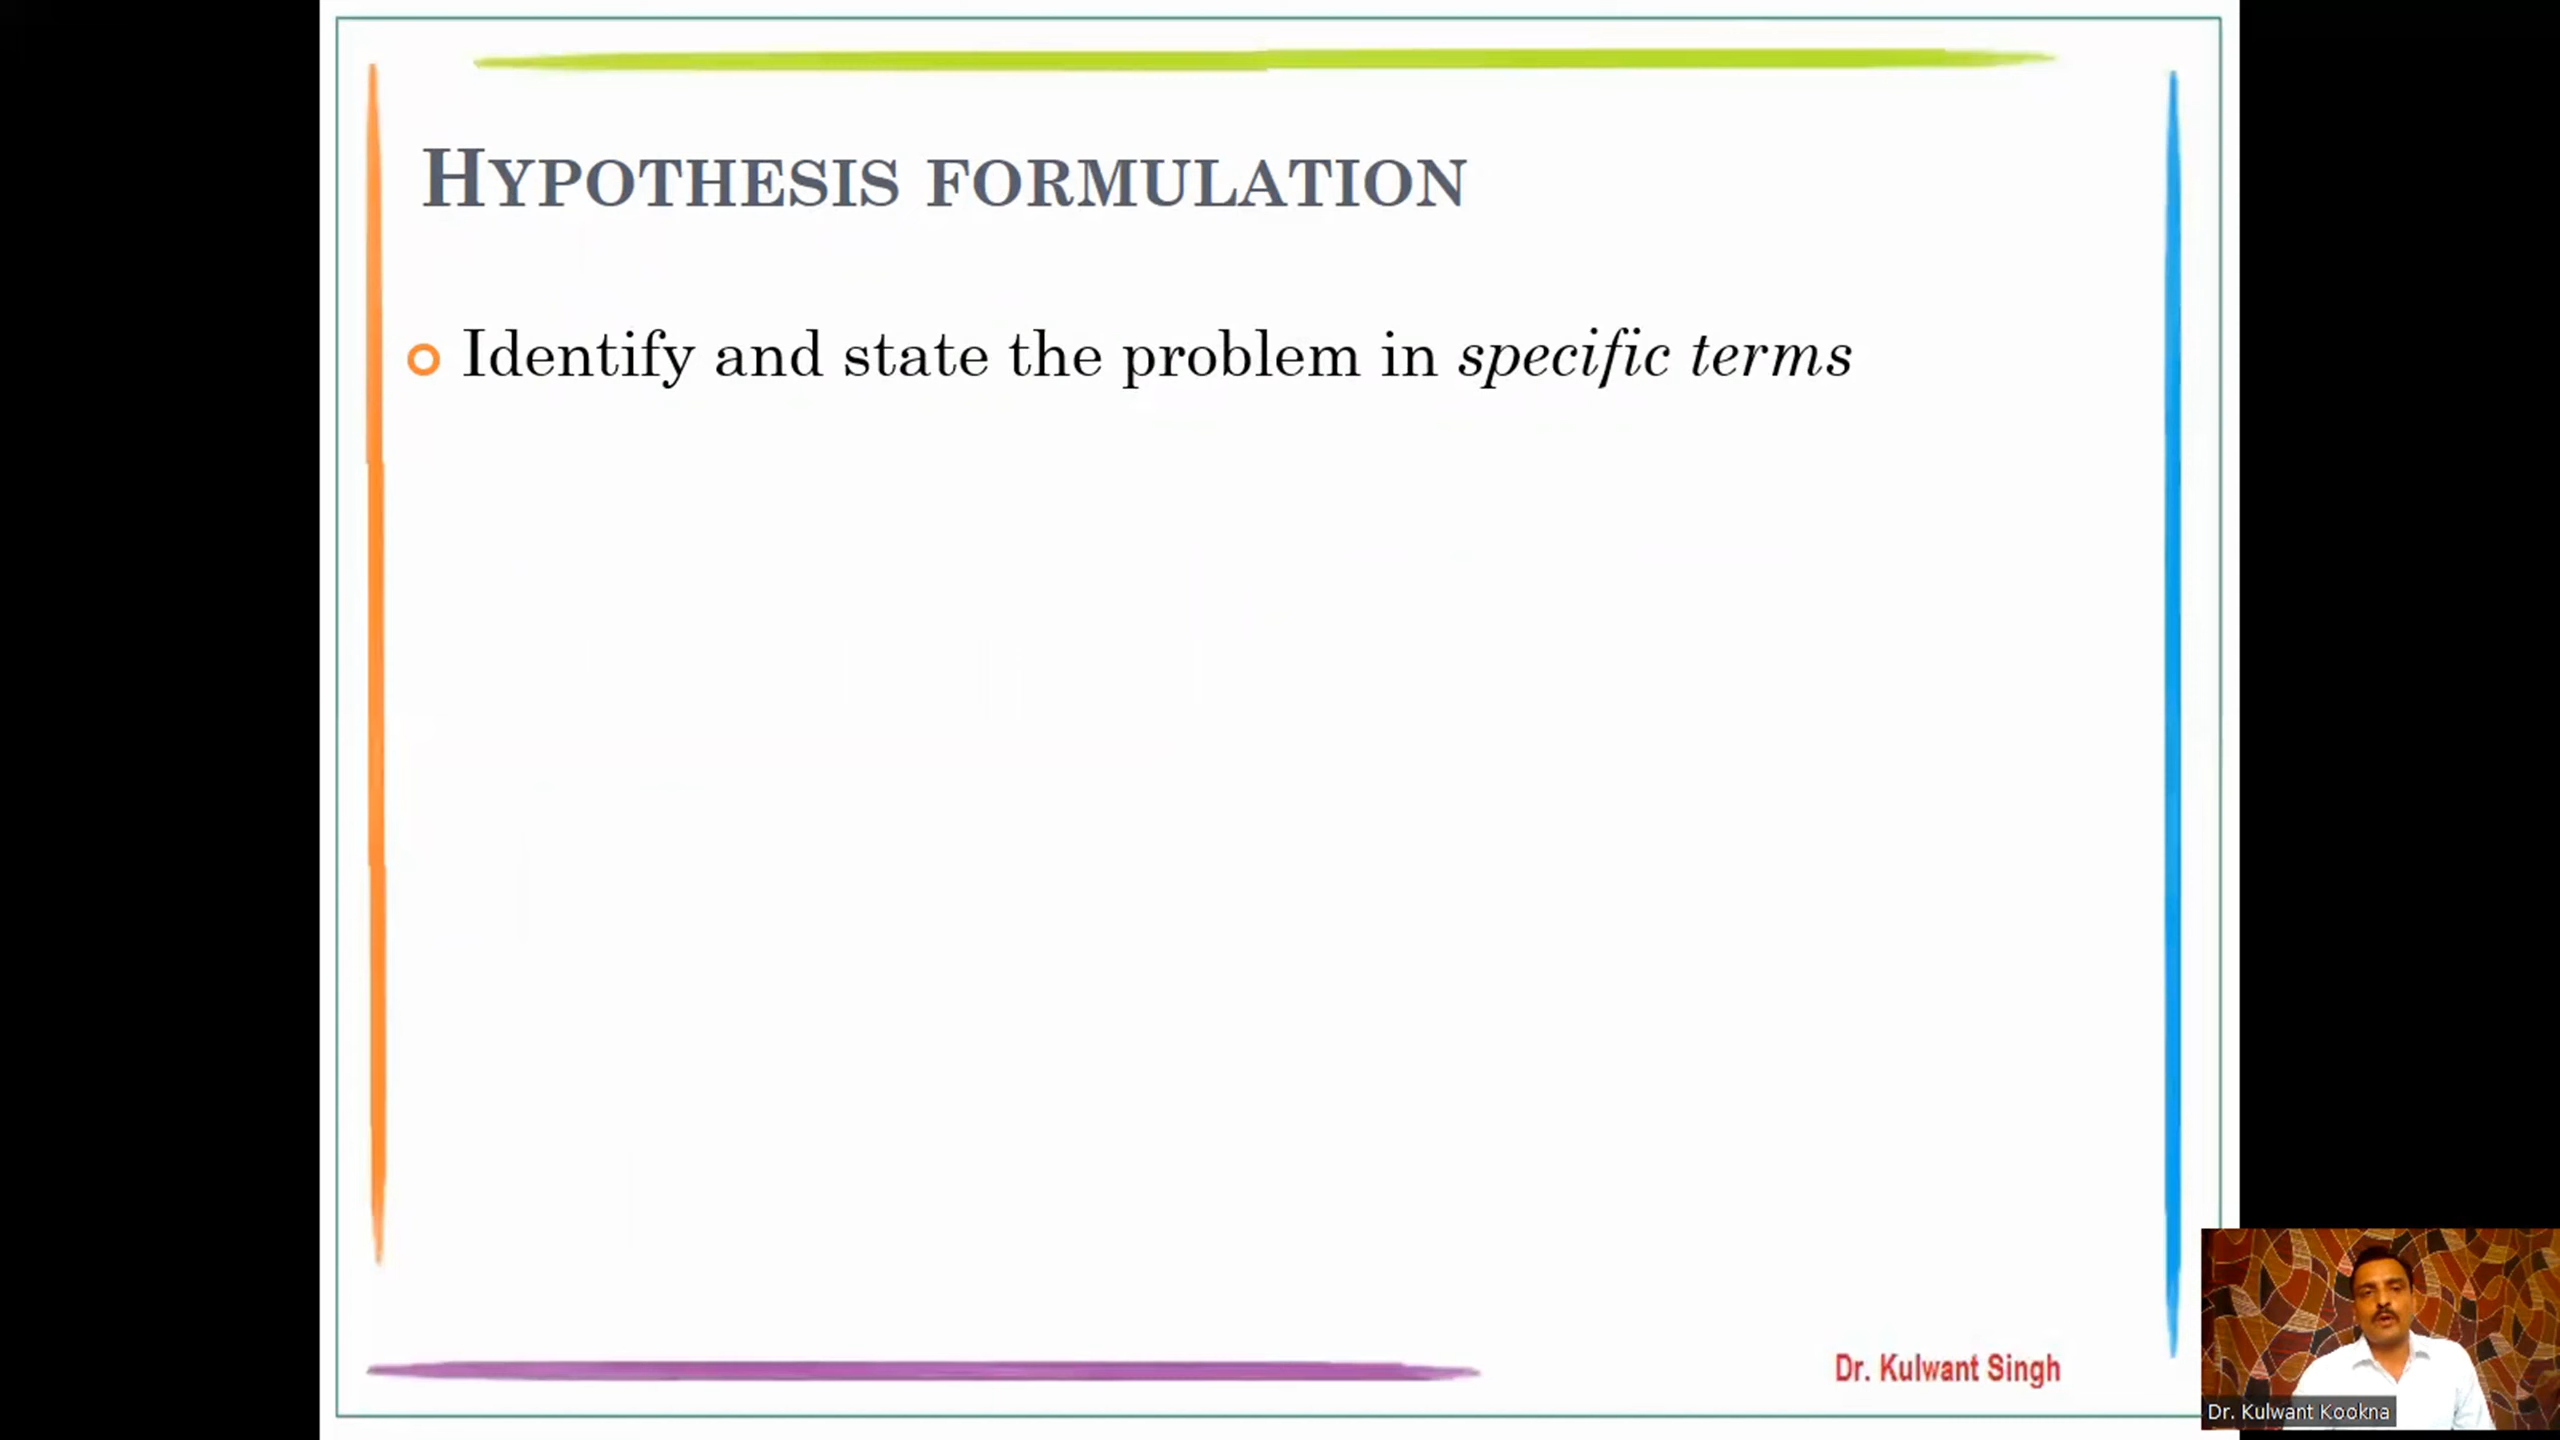 HYPOTHESIS FORMULATION
Identify and state the problem in specific terms
Dr. Kulwant Singh
Dr. Kulwant Kookna